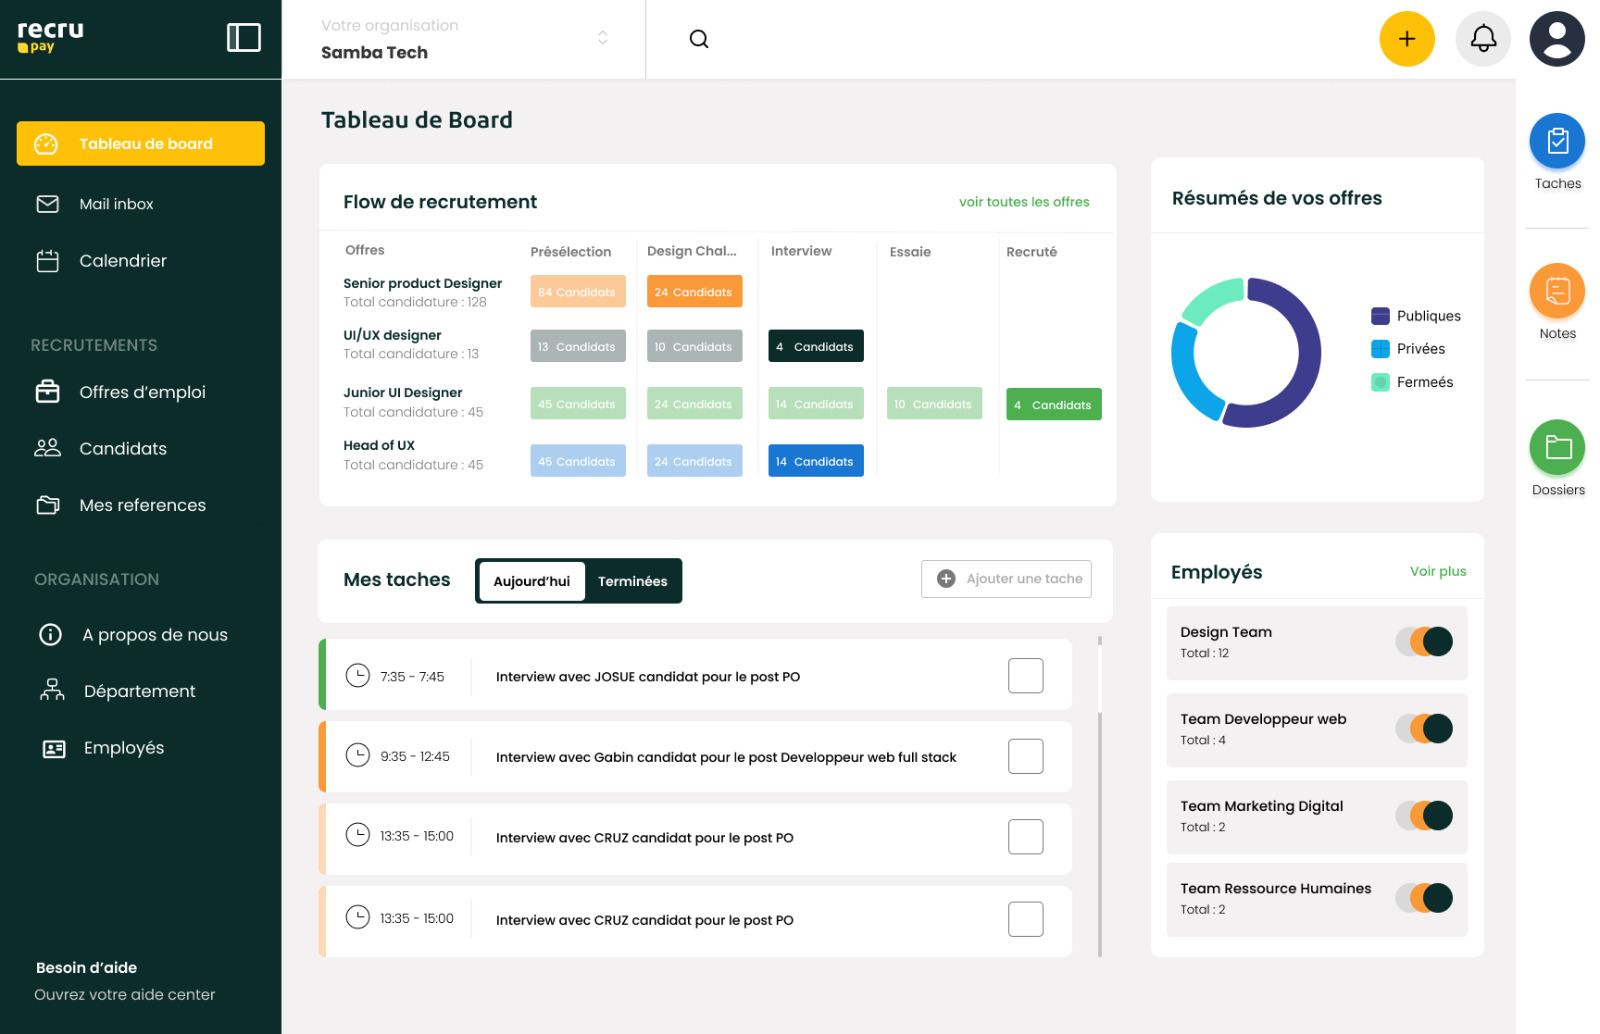 recru
pay
Votre organisation
Samba Tech
Tableau de board
Mail inbox
Calendrier
RECRUTEMENTS
Offres d’emploi
Candidats
Mes references
ORGANISATION
A propos de nous
Département
Employés
Besoin d’aide
Ouvrez votre aide center
Tableau de Board
Flow de recrutement
voir toutes les offres
Offres
Présélection
Design Chal...
Interview
Essaie
Recruté
Senior product Designer
Total candidature : 128
84 Candidats
24 Candidats
UI/UX designer
Total candidature : 13
13 Candidats
10 Candidats
4 Candidats
Junior UI Designer
Total candidature : 45
45 Candidats
24 Candidats
14 Candidats
10 Candidats
4 Candidats
Head of UX
Total candidature : 45
45 Candidats
24 Candidats
14 Candidats
Résumés de vos offres
Publiques
Privées
Fermeés
Mes taches
Aujourd’hui
Terminées
Ajouter une tache
7:35 - 7:45
Interview avec JOSUE candidat pour le post PO
9:35 - 12:45
Interview avec Gabin candidat pour le post Developpeur web full stack
13:35 - 15:00
Interview avec CRUZ candidat pour le post PO
13:35 - 15:00
Interview avec CRUZ candidat pour le post PO
Employés
Voir plus
Design Team
Total : 12
Team Developpeur web
Total : 4
Team Marketing Digital
Total : 2
Team Ressource Humaines
Total : 2
Taches
Notes
Dossiers